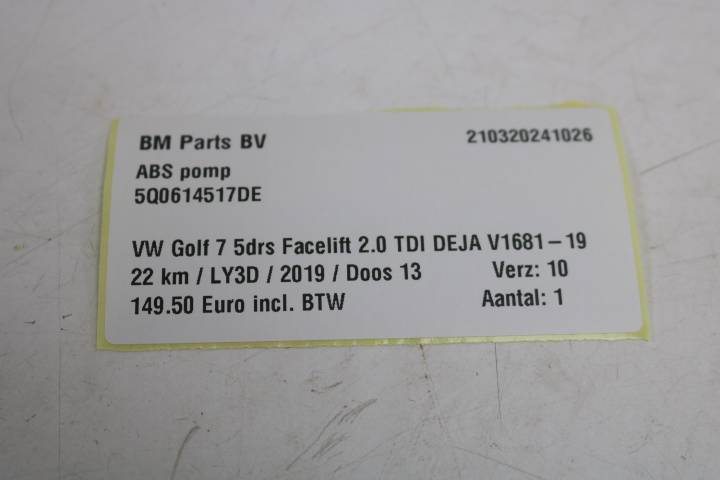 BM Parts BV 210320241026
ABS pomp
5Q0614517DE
VW Golf 7 5drs Facelift 2.0 TDI DEJA V1681-19
22 km / LY3D / 2019 / Doos 13 Verz: 10
149.50 Euro incl. BTW Aantal: 1